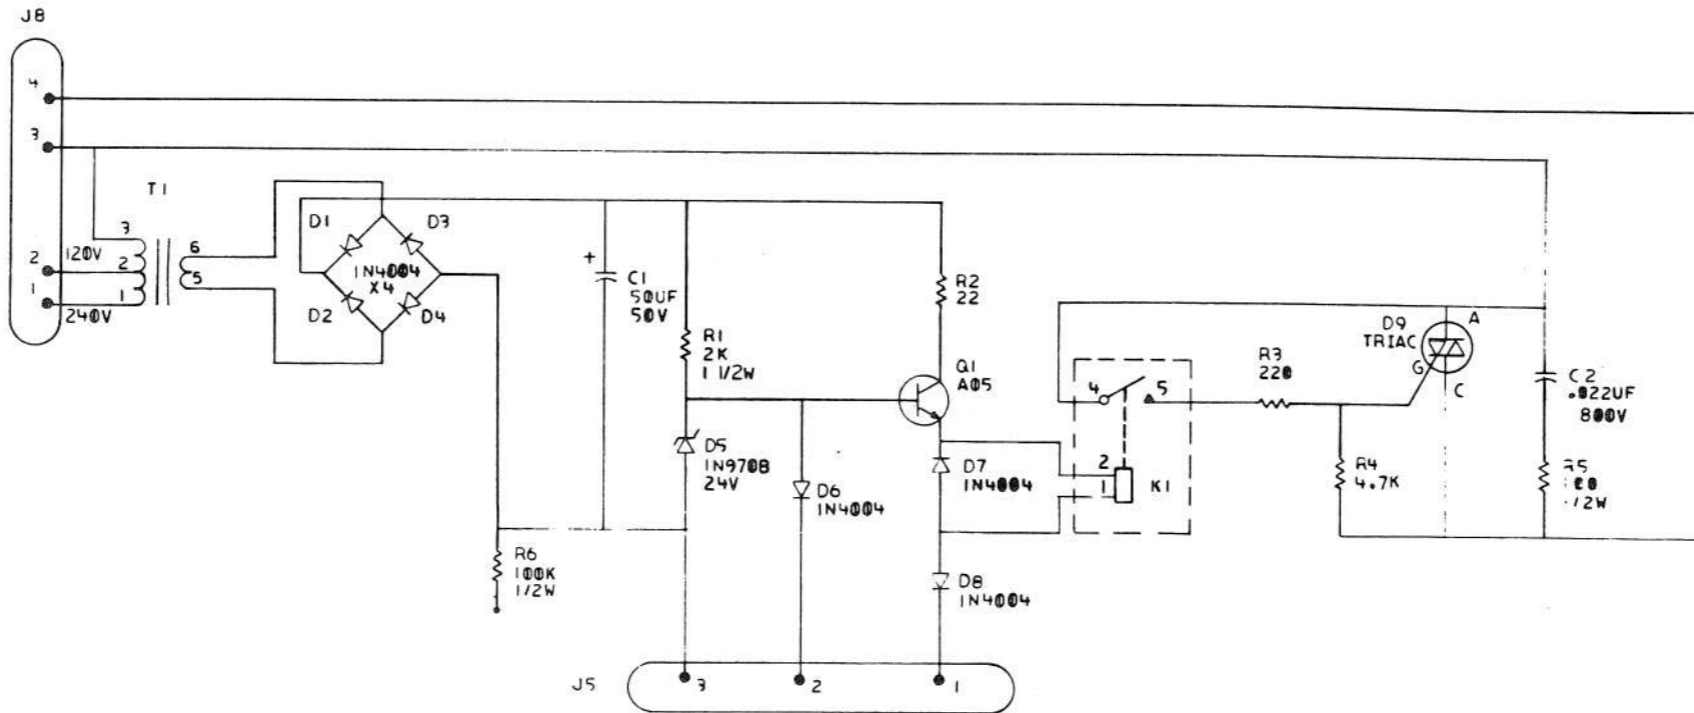 J8
4
3
2
1
120V
240V
T1
3
2
1
6
5
D1
D3
1N4004
X4
D2
D4
+
C1
50UF
50V
R1
2K
1 1/2W
R2
22
Q1
A05
D5
1N970B
24V
D6
1N4004
D7
1N4004
D8
1N4004
R6
100K
1/2W
4
5
2
1
K1
R3
220
D9
TRIAC
A
G
C
R4
4.7K
C2
.022UF
800V
J5
3
2
1